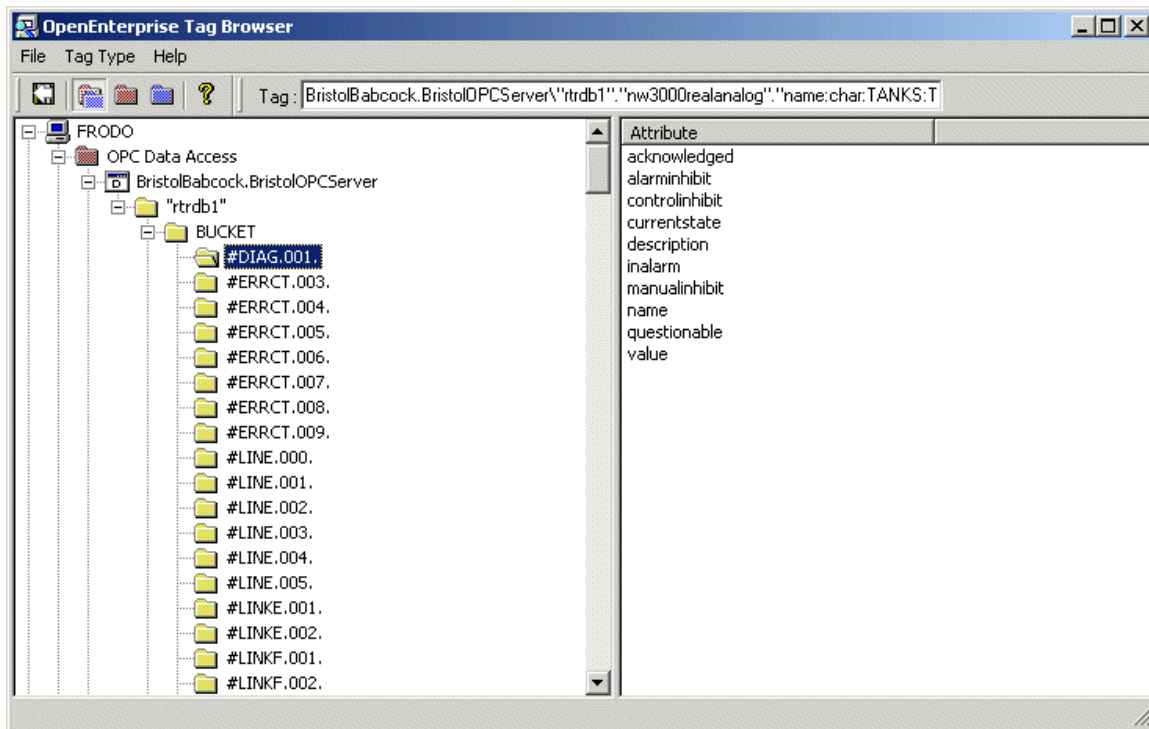 OpenEnterprise Tag Browser
File Tag Type Help
Tag : BristolBabcock.BristolOPCServer\"rtrdb1"."nw3000realanalog"."name:char:TANKS:T
FRODO
OPC Data Access
BristolBabcock.BristolOPCServer
"rtrdb1"
BUCKET
#DIAG.001.
#ERRCT.003.
#ERRCT.004.
#ERRCT.005.
#ERRCT.006.
#ERRCT.007.
#ERRCT.008.
#ERRCT.009.
#LINE.000.
#LINE.001.
#LINE.002.
#LINE.003.
#LINE.004.
#LINE.005.
#LINKE.001.
#LINKE.002.
#LINKF.001.
#LINKF.002.
Attribute
acknowledged
alarminhibit
controlinhibit
currentstate
description
inalarm
manualinhibit
name
questionable
value